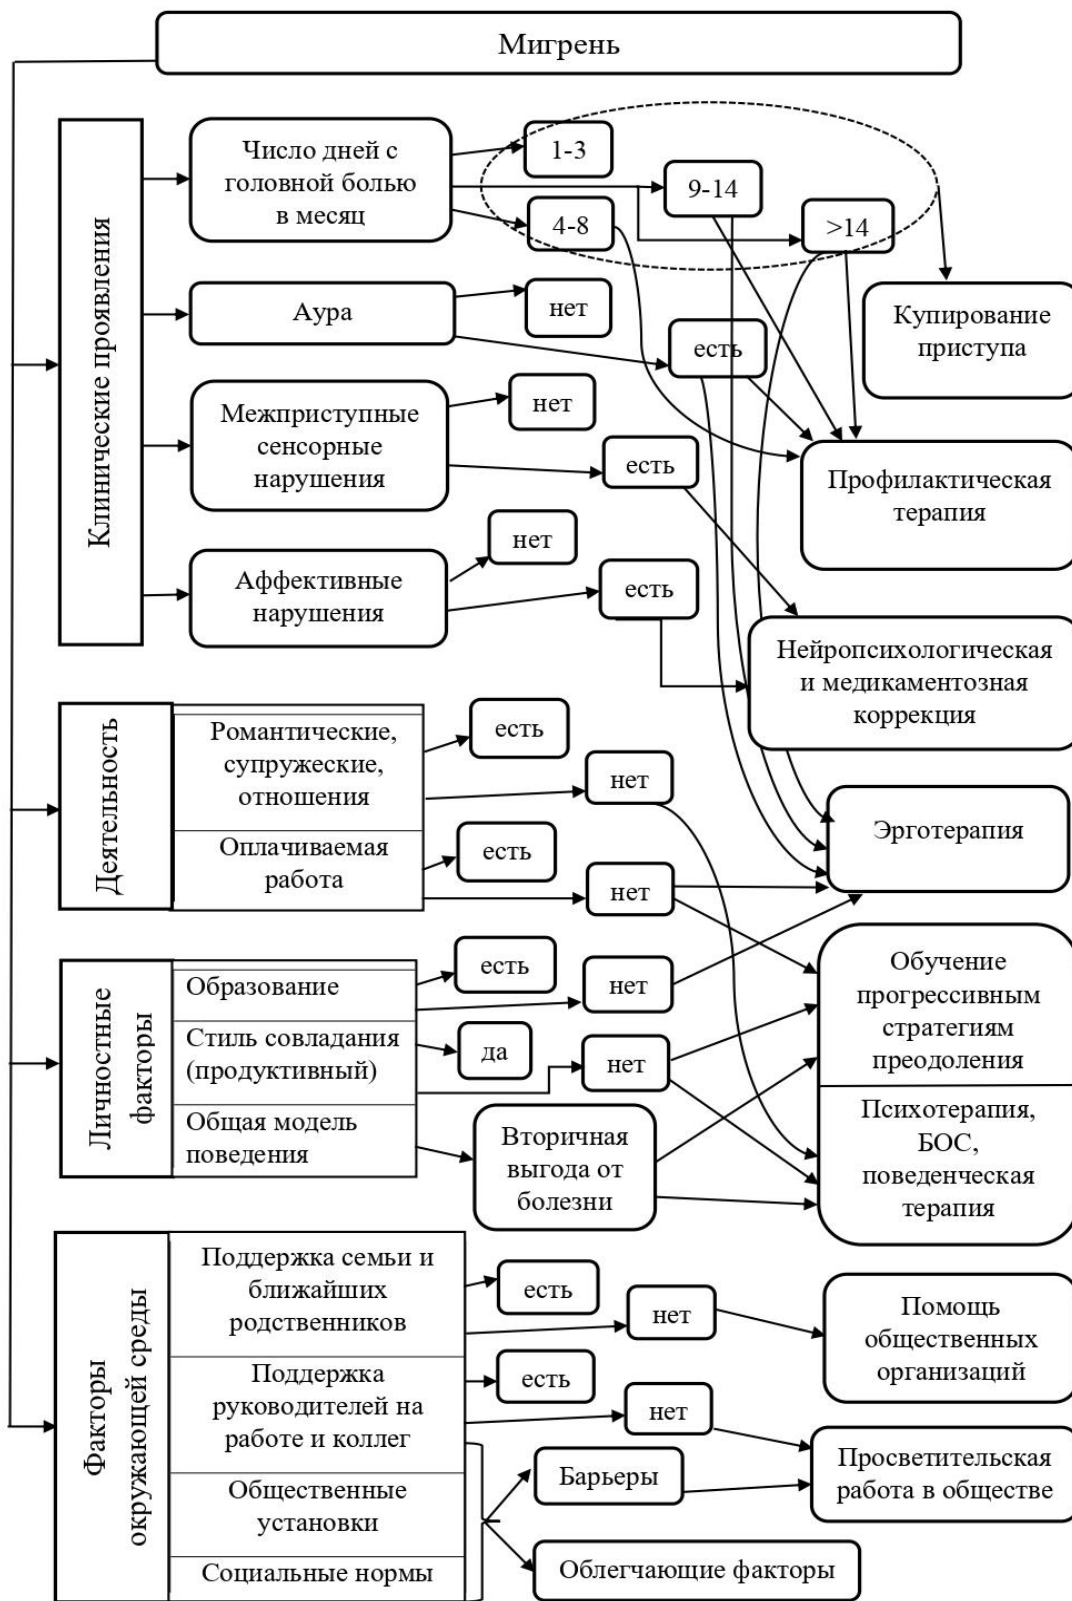 Мигрень
Клинические проявления
Число дней с
головной болью
в месяц
1-3
4-8
9-14
>14
Купирование
приступа
Аура
нет
есть
Межприступные
сенсорные
нарушения
нет
есть
Профилактическая
терапия
Аффективные
нарушения
нет
есть
Нейропсихологическая
и медикаментозная
коррекция
Деятельность
Романтические,
супружеские,
отношения
есть
нет
Оплачиваемая
работа
есть
нет
Эрготерапия
Личностные
факторы
Образование
есть
нет
Стиль совладания
(продуктивный)
да
нет
Общая модель
поведения
Вторичная
выгода от
болезни
Обучение
прогрессивным
стратегиям
преодоления
Психотерапия,
БОС,
поведенческая
терапия
Факторы
окружающей среды
Поддержка семьи и
ближайших
родственников
есть
нет
Помощь
общественных
организаций
Поддержка
руководителей на
работе и коллег
есть
нет
Общественные
установки
Социальные нормы
Барьеры
Облегчающие факторы
Просветительская
работа в обществе